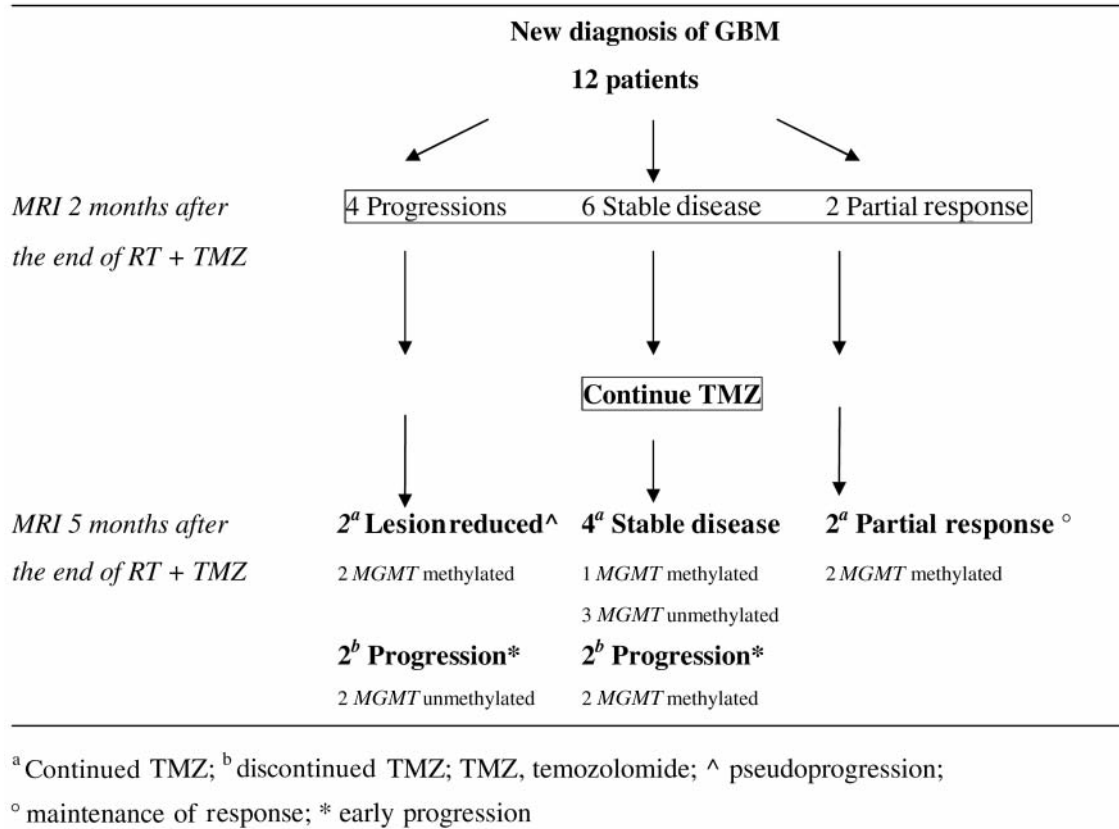 New diagnosis of GBM
12 patients
MRI 2 months after 4 Progressions 6 Stable disease 2 Partial response
the end of RT + TMZ
Continue TMZ
MRI 5 months after 2a Lesion reduced^ 4a Stable disease 2a Partial response °
the end of RT + TMZ 2 MGMT methylated 1 MGMT methylated 2 MGMT methylated
3 MGMT unmethylated
2b Progression* 2b Progression*
2 MGMT unmethylated 2 MGMT methylated
a Continued TMZ; b discontinued TMZ; TMZ, temozolomide; ^ pseudoprogression;
° maintenance of response; * early progression